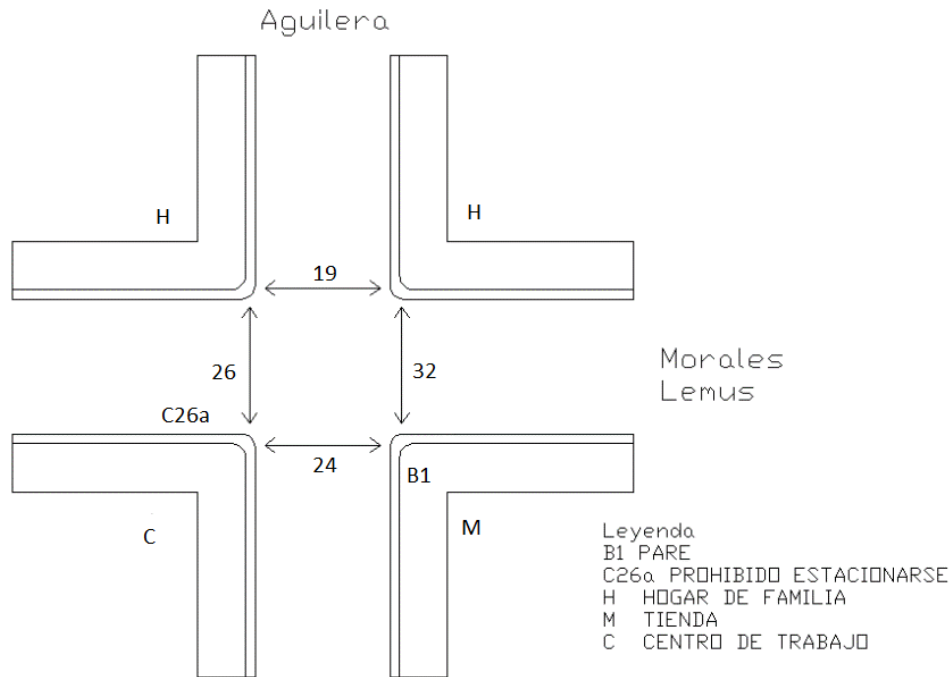 Aguilera
H
H
19
26
32
Morales
Lemus
C26a
24
B1
C
M
Leyenda
B1 PARE
C26a PROHIBIDO ESTACIONARSE
H HOGAR DE FAMILIA
M TIENDA
C CENTRO DE TRABAJO